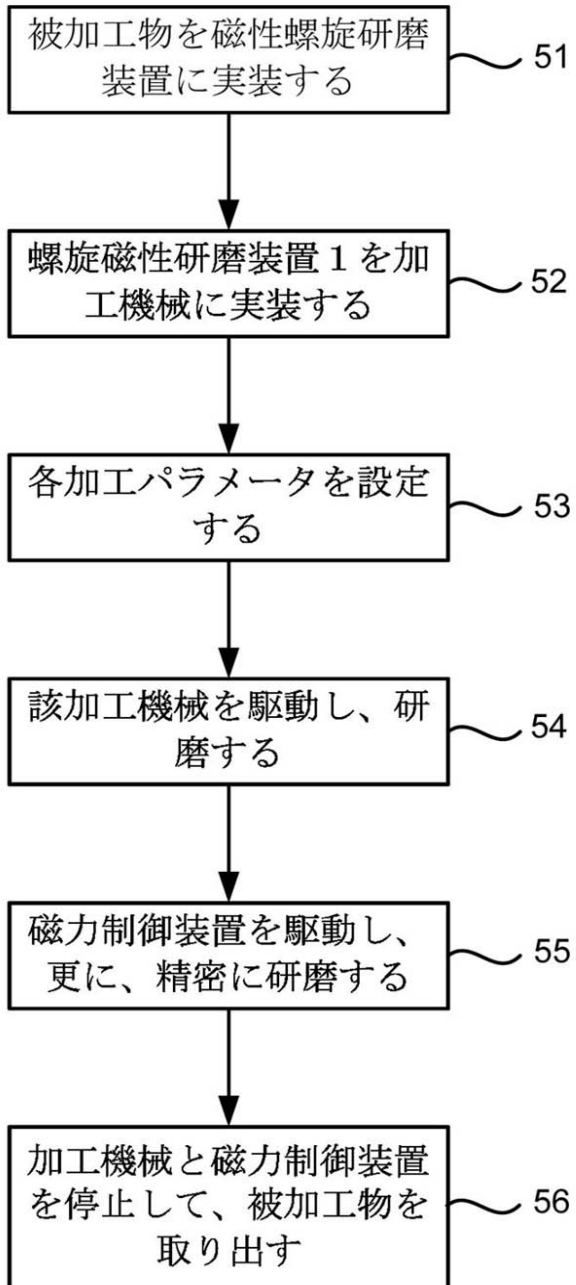 被加工物を磁性螺旋研磨
装置に実装する
51
螺旋磁性研磨装置1を加
工機械に実装する
52
各加工パラメータを設定
する
53
該加工機械を駆動し、研
磨する
54
磁力制御装置を駆動し、
更に、精密に研磨する
55
加工機械と磁力制御装置
を停止して、被加工物を
取り出す
56